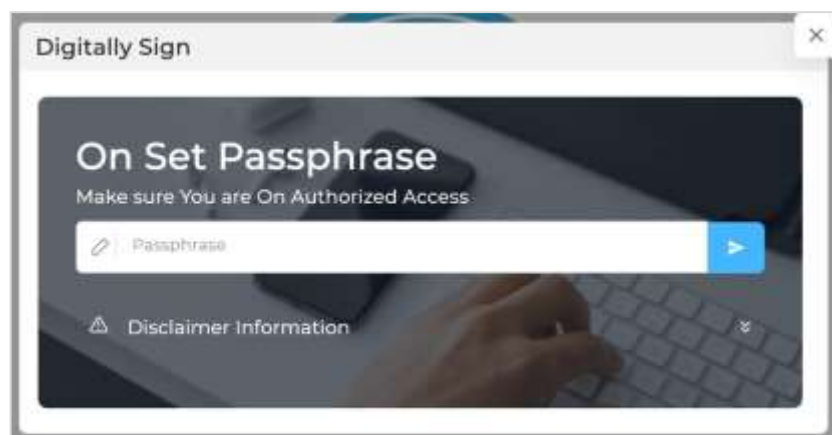 Digitally Sign
On Set Passphrase
Make sure You are On Authorized Access
Passphrase
Disclaimer Information